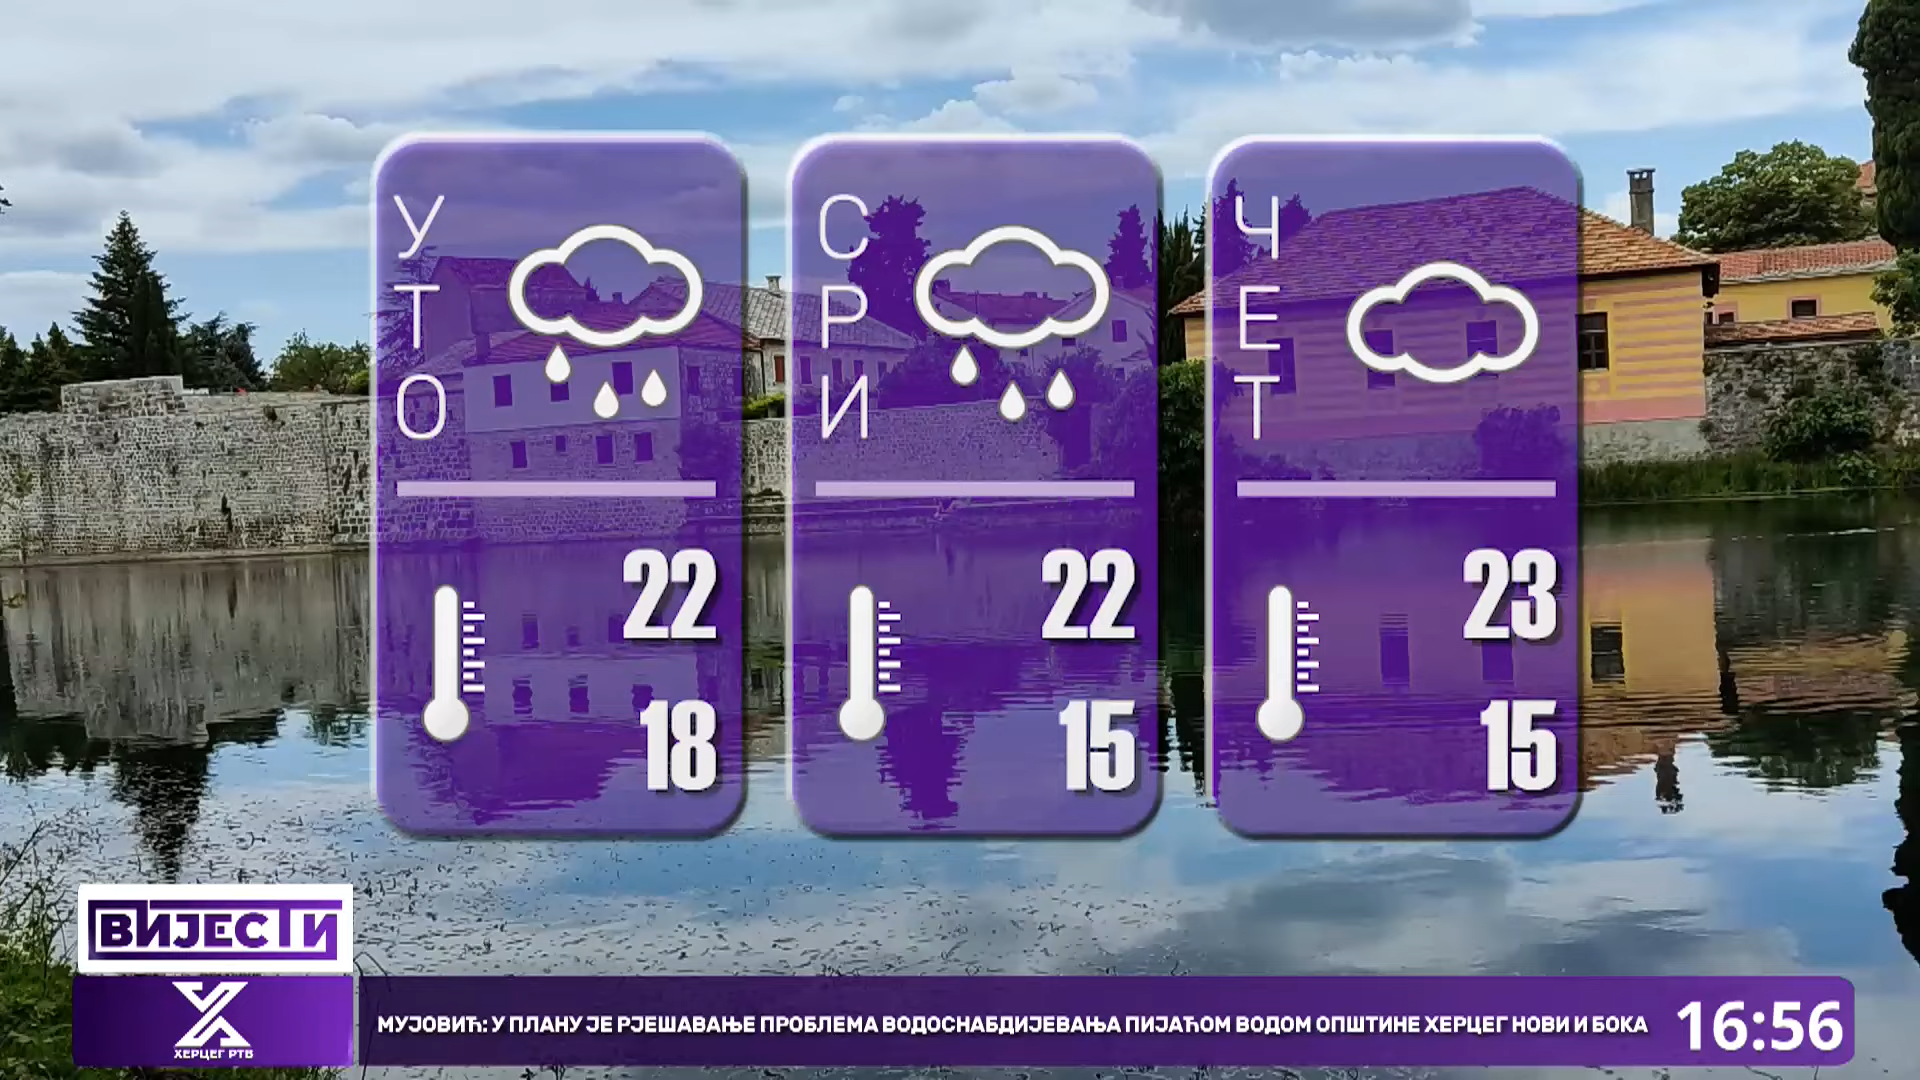 УТО
СРИ
ЧЕТ
22
22
23
18
15
15
ВИЈЕСТИ
ХЕРЦЕГ РТВ
МУЈОВИЋ: У ПЛАНУ ЈЕ РЈЕШАВАЊЕ ПРОБЛЕМА ВОДОСНАБДИЈЕВАЊА ПИЈАЋОМ ВОДОМ ОПШТИНЕ ХЕРЦЕГ НОВИ И БОКА
16:56